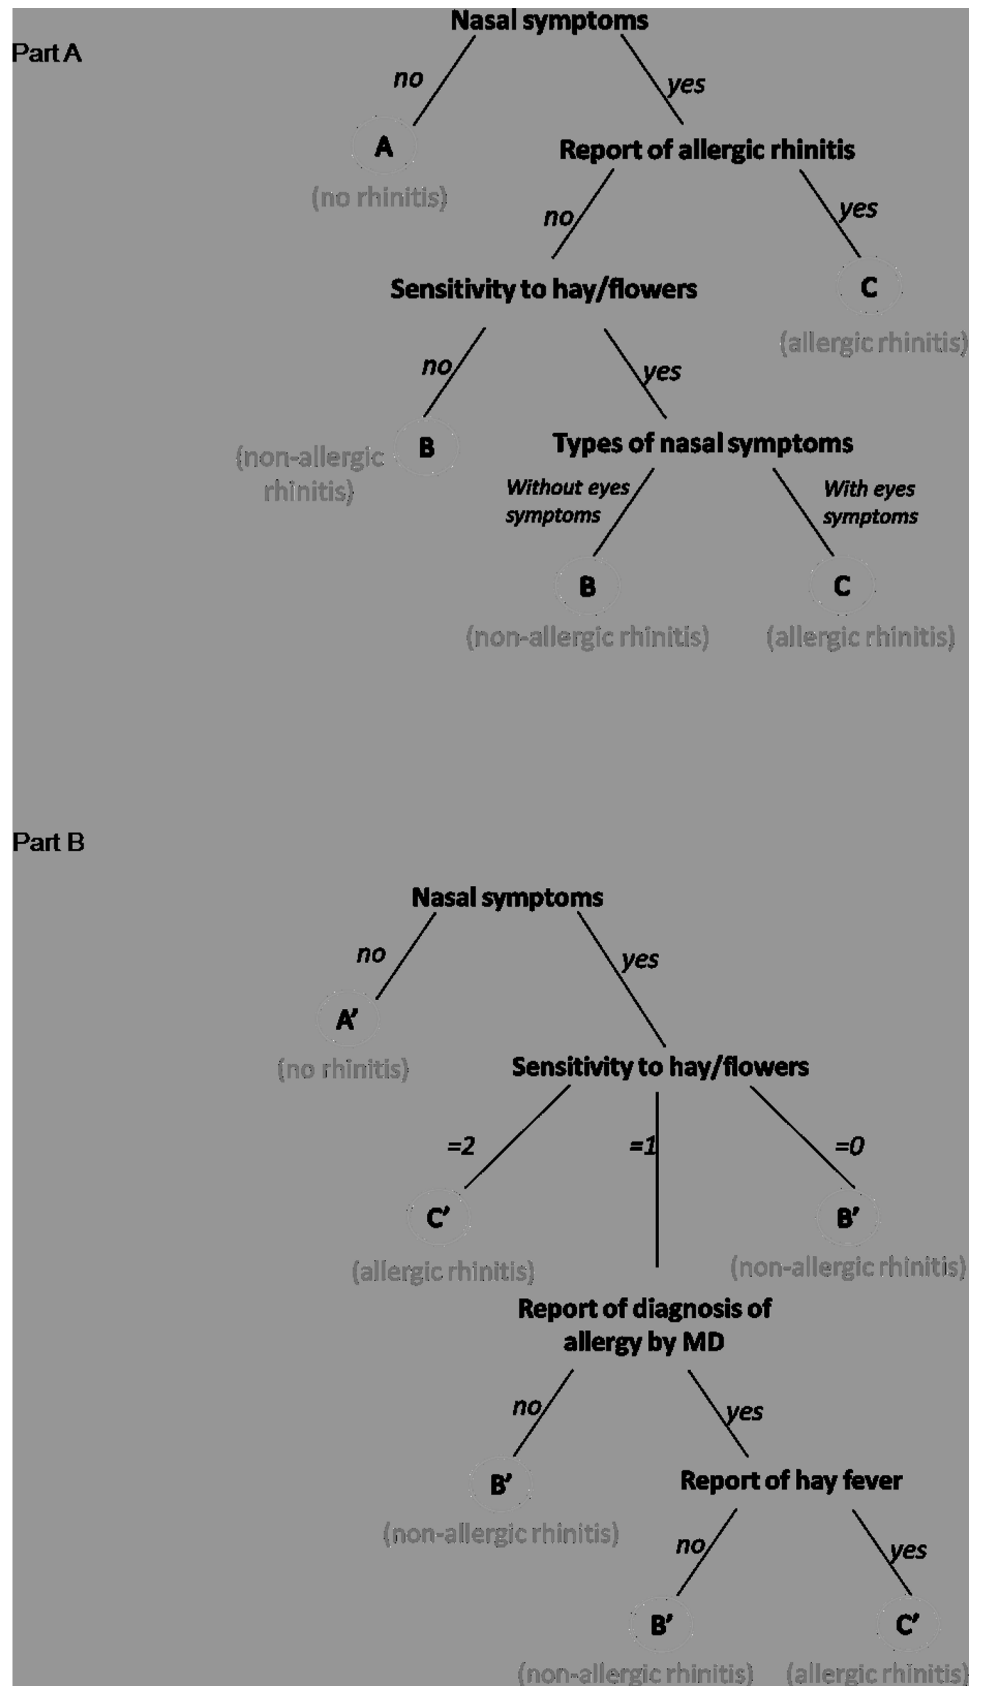 Nasal symptoms
Part A
no
yes
A
Report of allergic rhinitis
(no rhinitis)
no
yes
Sensitivity to hay/flowers
C
(allergic rhinitis)
no
yes
B
(non-allergic
rhinitis)
Types of nasal symptoms
Without eyes
symptoms
With eyes
symptoms
B
C
(non-allergic rhinitis)
(allergic rhinitis)
Part B
Nasal symptoms
no
yes
A’
(no rhinitis)
Sensitivity to hay/flowers
=2
=1
=0
C’
B’
(allergic rhinitis)
(non-allergic rhinitis)
Report of diagnosis of
allergy by MD
no
yes
B’
Report of hay fever
(non-allergic rhinitis)
no
yes
B’
C’
(non-allergic rhinitis)
(allergic rhinitis)